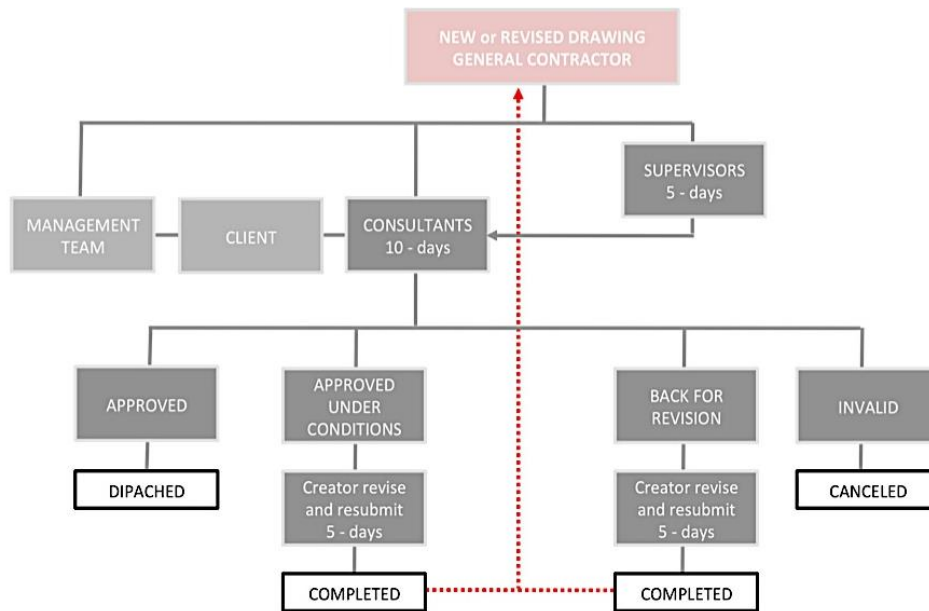 NEW or REVISED DRAWING
GENERAL CONTRACTOR
SUPERVISORS
5 - days
MANAGEMENT
TEAM
CLIENT
CONSULTANTS
10 - days
APPROVED
APPROVED
UNDER
CONDITIONS
BACK FOR
REVISION
INVALID
DIPACHED
Creator revise
and resubmit
5 - days
Creator revise
and resubmit
5 - days
CANCELED
COMPLETED
COMPLETED